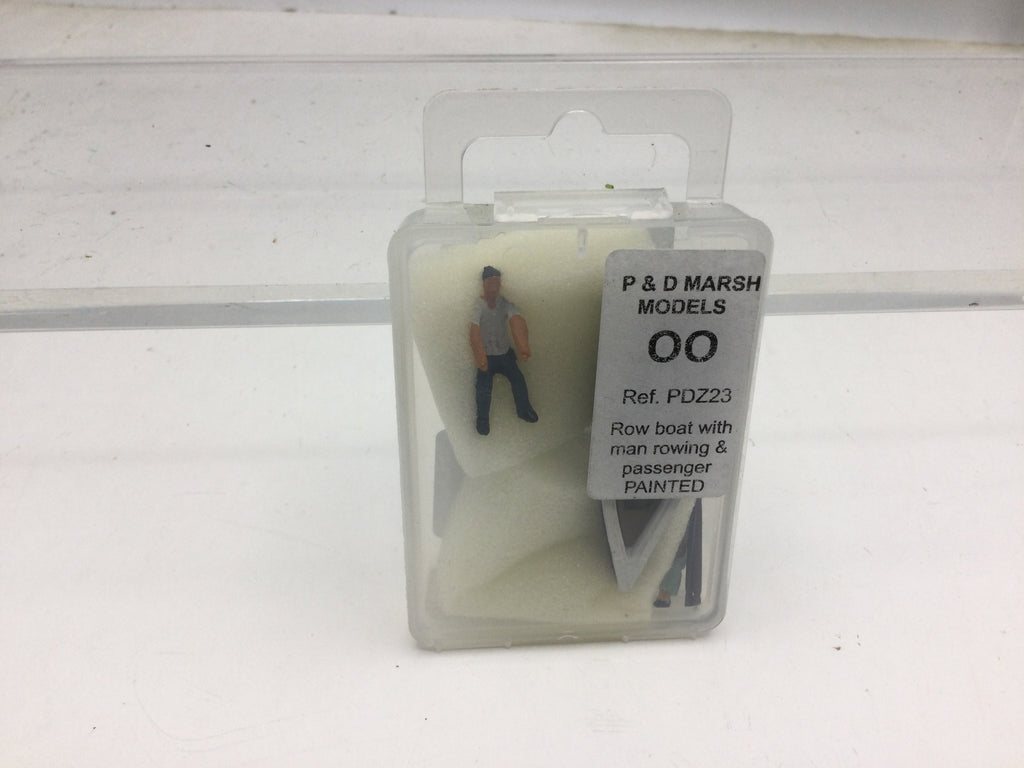 P & D MARSH
MODELS
OO
Ref. PDZ23
Row boat with
man rowing &
passenger
PAINTED